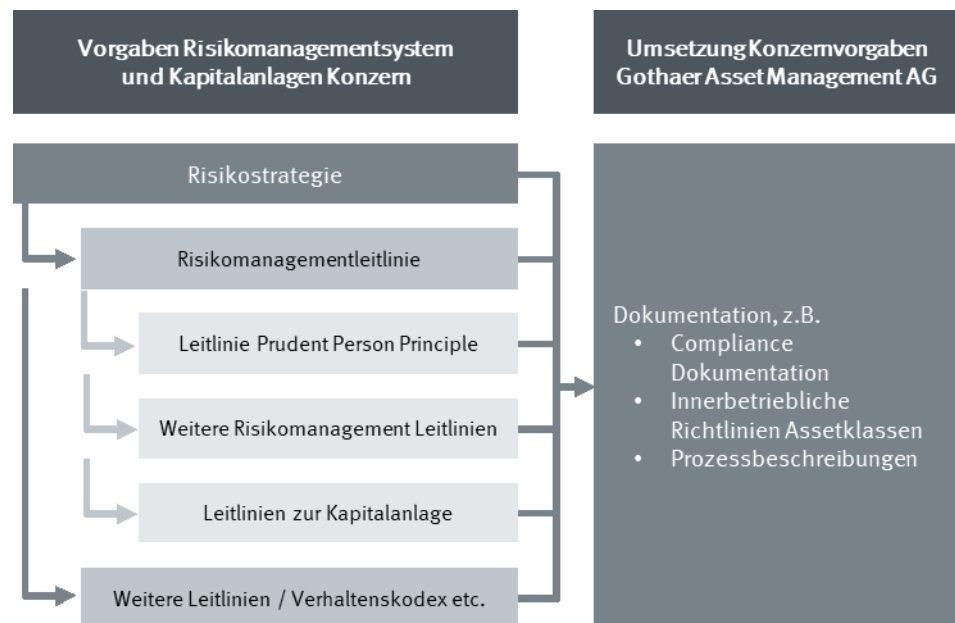 Vorgaben Risikomanagementsystem
und Kapitalanlagen Konzern
Umsetzung Konzernvorgaben
Gothaer Asset Management AG
Risikostrategie
Risikomanagementleitlinie
Leitlinie Prudent Person Principle
Weitere Risikomanagement Leitlinien
Leitlinien zur Kapitalanlage
Weitere Leitlinien / Verhaltenskodex etc.
Dokumentation, z.B.
• Compliance
Dokumentation
• Innerbetriebliche
Richtlinien Assetklassen
• Prozessbeschreibungen